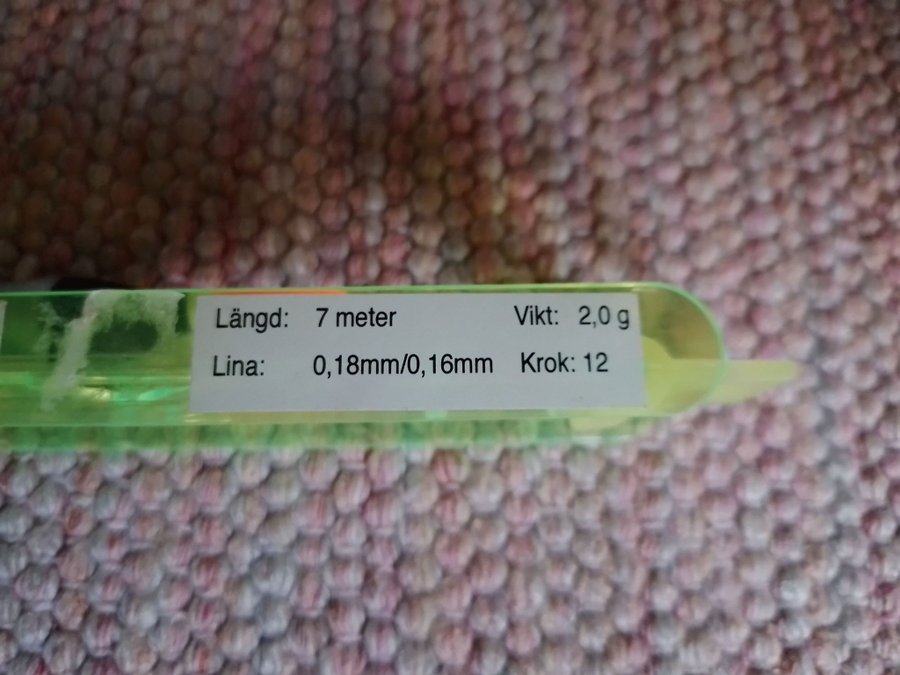 Längd: 7 meter Vikt: 2,0 g
Lina: 0,18mm/0,16mm Krok: 12